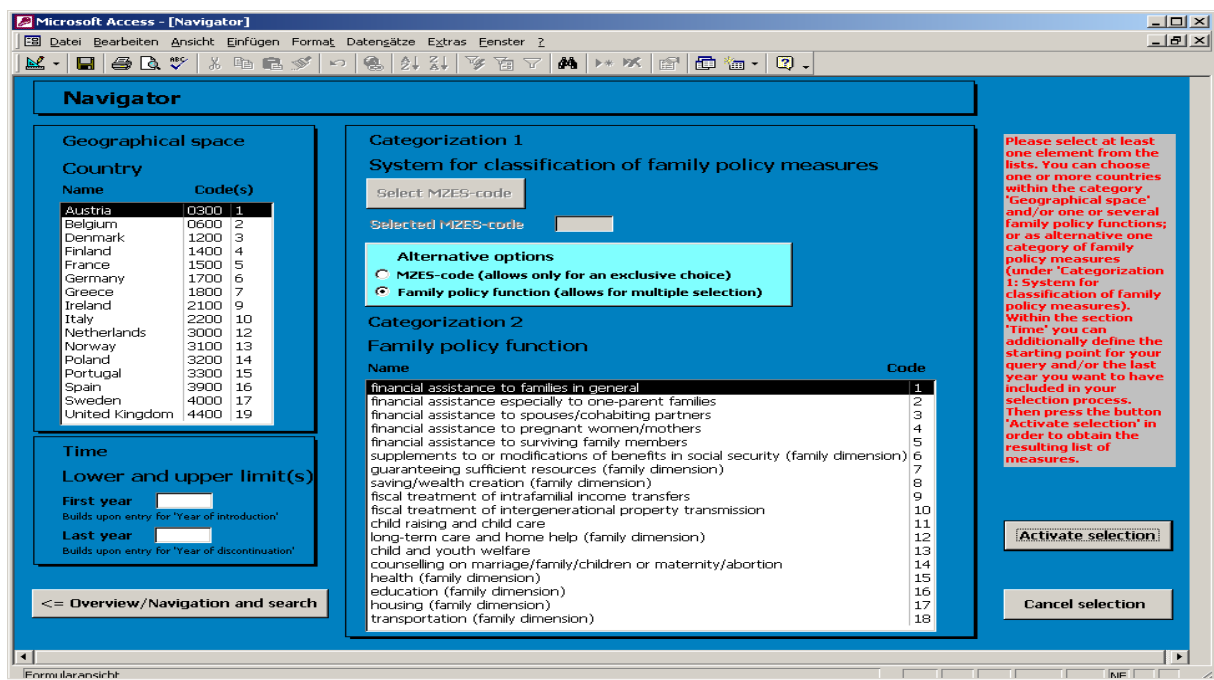 Microsoft Access - [Navigator]
Datei Bearbeiten Ansicht Einfügen Format Datensätze Extras Fenster ?
Navigator
Geographical space
Country
Name Code(s)
Austria 0300 1
Belgium 0600 2
Denmark 1200 3
Finland 1400 4
France 1500 5
Germany 1700 6
Greece 1800 7
Ireland 2100 9
Italy 2200 10
Netherlands 3000 12
Norway 3100 13
Poland 3200 14
Portugal 3300 15
Spain 3900 16
Sweden 4000 17
United Kingdom 4400 19
Time
Lower and upper limit(s)
First year
Builds upon entry for 'Year of introduction'
Last year
Builds upon entry for 'Year of discontinuation'
<= Overview/Navigation and search
Categorization 1
System for classification of family policy measures
Select MZES-code
Selected MZES-code
Alternative options
MZES-code (allows only for an exclusive choice)
Family policy function (allows for multiple selection)
Categorization 2
Family policy function
Name Code
financial assistance to families in general 1
financial assistance especially to one-parent families 2
financial assistance to spouses/cohabiting partners 3
financial assistance to pregnant women/mothers 4
financial assistance to surviving family members 5
supplements to or modifications of benefits in social security (family dimension) 6
guaranteeing sufficient resources (family dimension) 7
saving/wealth creation (family dimension) 8
fiscal treatment of intrafamilial income transfers 9
fiscal treatment of intergenerational property transmission 10
child raising and child care 11
long-term care and home help (family dimension) 12
child and youth welfare 13
counselling on marriage/family/children or maternity/abortion 14
health (family dimension) 15
education (family dimension) 16
housing (family dimension) 17
transportation (family dimension) 18
Please select at least
one element from the
lists. You can choose
one or more countries
within the category
'Geographical space'
and/or one or several
family policy functions;
or as alternative one
category of family
policy measures
(under 'Categorization
1: System for
classification of family
policy measures).
Within the section
'Time' you can
additionally define the
starting point for your
query and/or the last
year you want to have
included in your
selection process.
Then press the button
'Activate selection' in
order to obtain the
resulting list of
measures.
Activate selection
Cancel selection
Formularansicht
NF